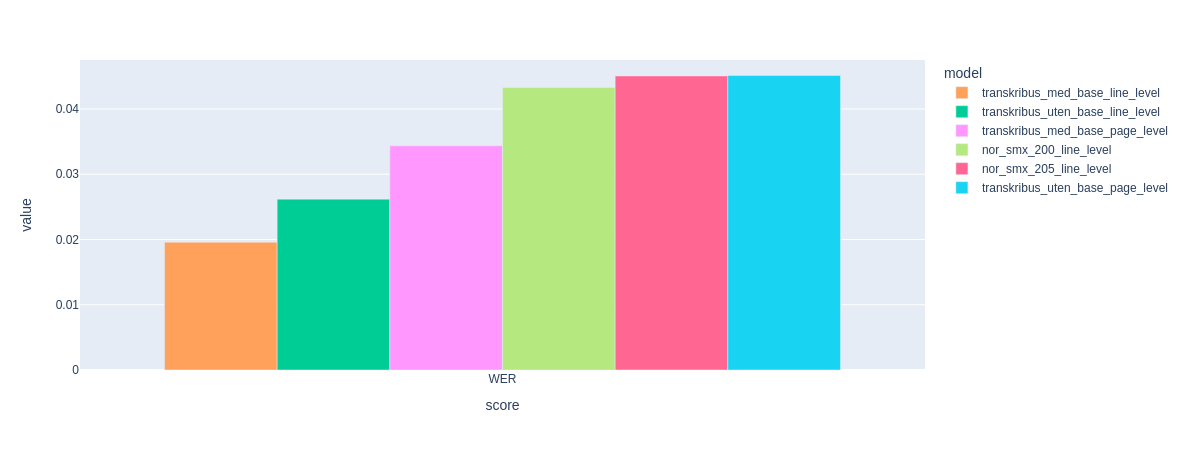 model
transkribus_med_base_line_level
transkribus_uten_base_line_level
transkribus_med_base_page_level
nor_smx_200_line_level
nor_smx_205_line_level
transkribus_uten_base_page_level
value
0.04
0.03
0.02
0.01
0
WER
score